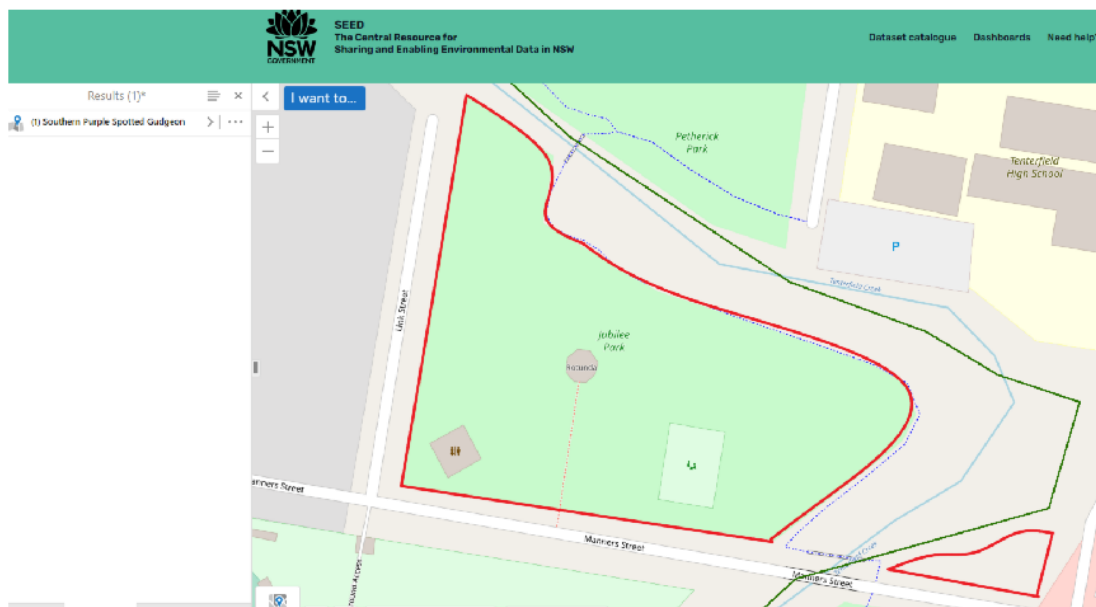 NSW
GOVERNMENT
SEED
The Central Resource for
Sharing and Enabling Environmental Data in NSW
Dataset catalogue
Dashboards
Need help?
Results (1)*
I want to...
(1) Southern Purple Spotted Gudgeon
Petherick
Park
Tenterfield
High School
P
Tenterfield Creek
Link Street
Jubilee
Park
Rotunda
Manners Street
Manners Street
Manners Street
Access